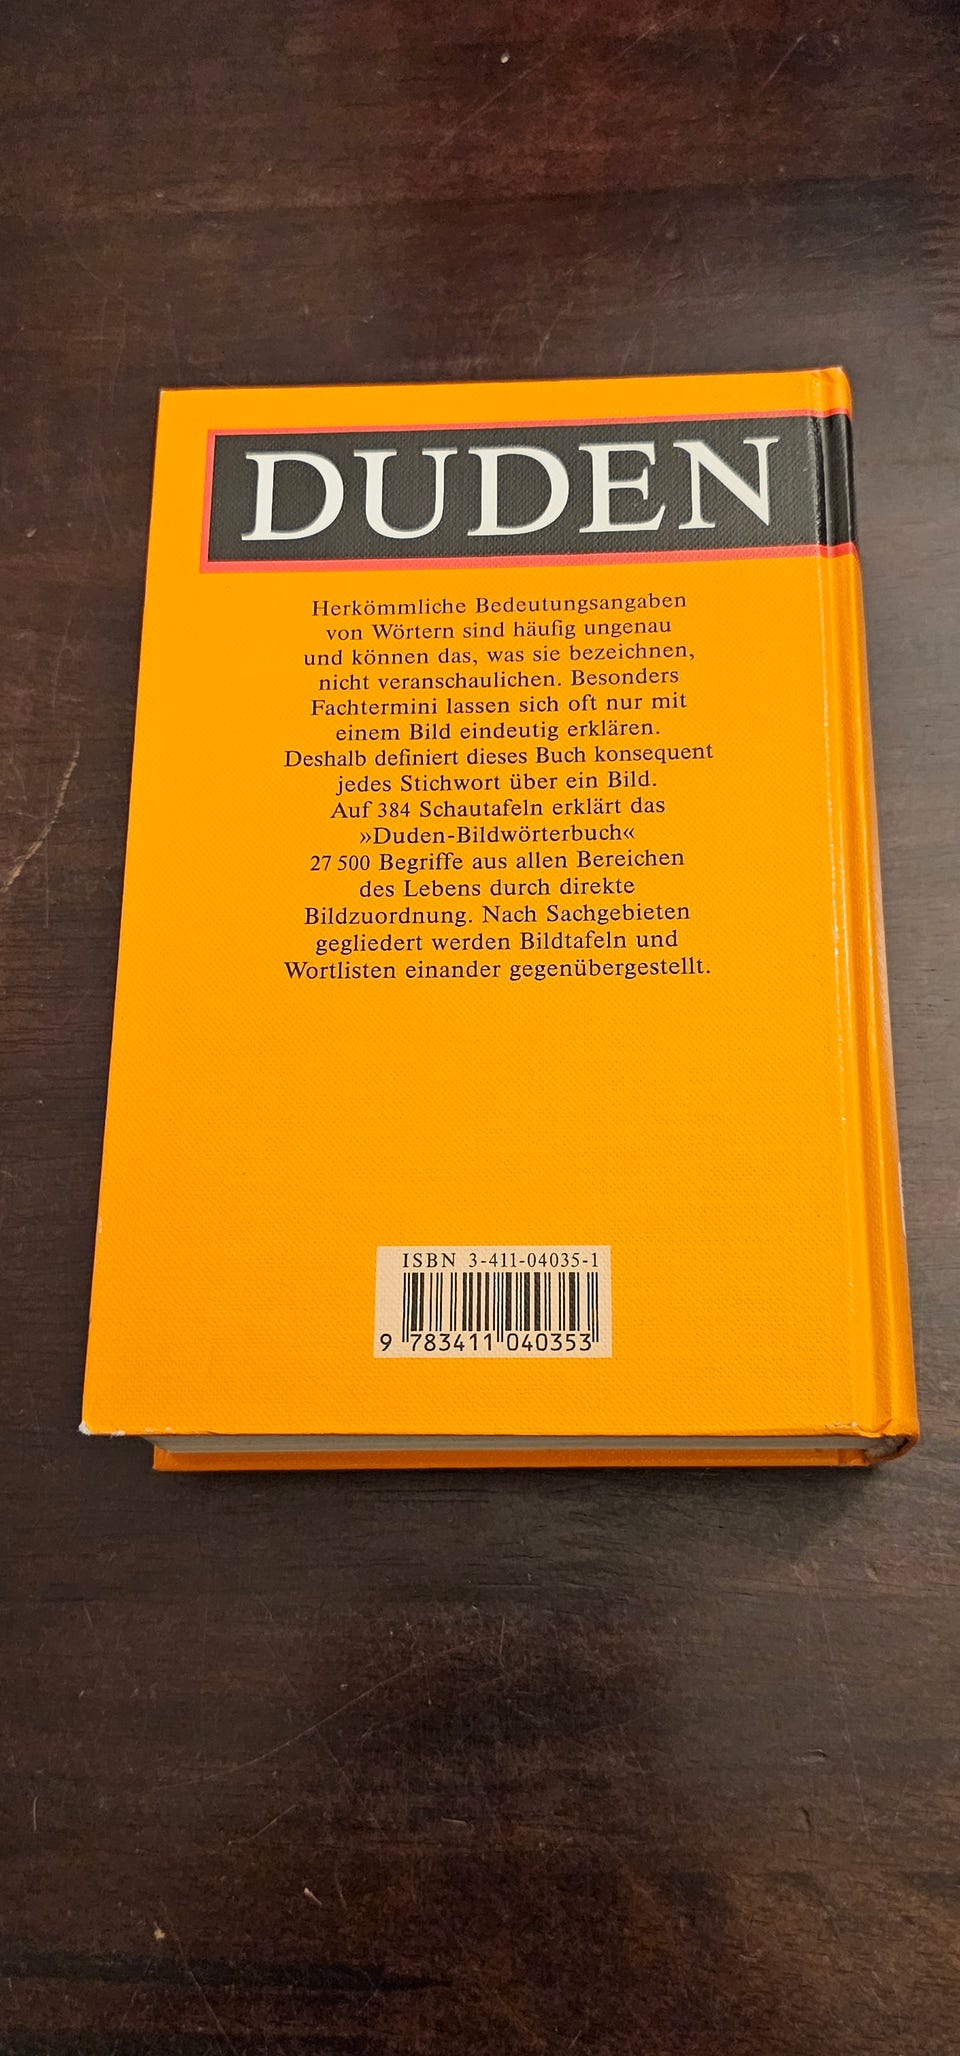 DUDEN
Herkömmliche Bedeutungsangaben
von Wörtern sind häufig ungenau
und können das, was sie bezeichnen,
nicht veranschaulichen. Besonders
Fachtermini lassen sich oft nur mit
einem Bild eindeutig erklären.
Deshalb definiert dieses Buch konsequent
jedes Stichwort über ein Bild.
Auf 384 Schautafeln erklärt das
»Duden-Bildwörterbuch«
27 500 Begriffe aus allen Bereichen
des Lebens durch direkte
Bildzuordnung. Nach Sachgebieten
gegliedert werden Bildtafeln und
Wortlisten einander gegenübergestellt.
ISBN 3-411-04035-1
9 783411 040353